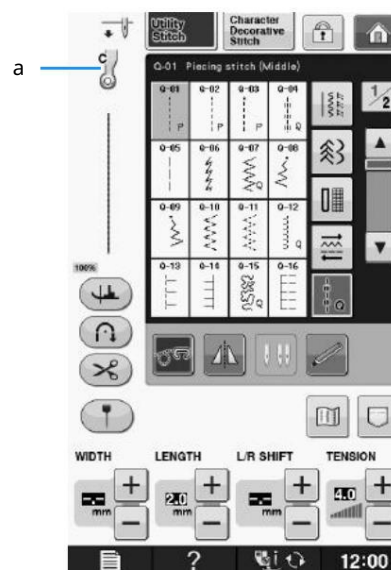 Utility
Stitch
Character
Decorative
Stitch
a
C
Q-01 Piecing stitch (Middle)
1/2
Q-01 Q-02 Q-03 Q-04
P P P Q
Q-05 Q-06 Q-07 Q-08
Q
Q-09 Q-10 Q-11 Q-12
Q
100%
Q-13 Q-14 Q-15 Q-16
Q Q
WIDTH LENGTH L/R SHIFT TENSION
-.- 2.0 -.- 4.0
mm mm mm
+ + + +
− − − −
? i 12:00